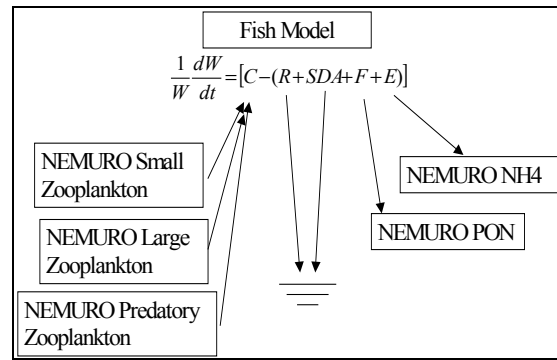 Fish Model
1/W dW/dt=[C−(R+SDA+F+E)]
NEMURO Small
Zooplankton
NEMURO Large
Zooplankton
NEMURO Predatory
Zooplankton
NEMURO NH4
NEMURO PON